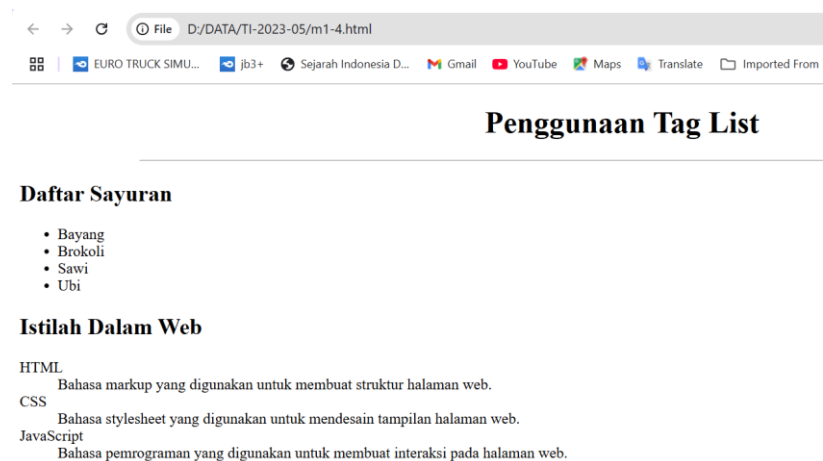 File D:/DATA/TI-2023-05/m1-4.html
EURO TRUCK SIMU... jb3+ Sejarah Indonesia D... Gmail YouTube Maps Translate Imported From
Penggunaan Tag List
Daftar Sayuran
• Bayang
• Brokoli
• Sawi
• Ubi
Istilah Dalam Web
HTML
Bahasa markup yang digunakan untuk membuat struktur halaman web.
CSS
Bahasa stylesheet yang digunakan untuk mendesain tampilan halaman web.
JavaScript
Bahasa pemrograman yang digunakan untuk membuat interaksi pada halaman web.